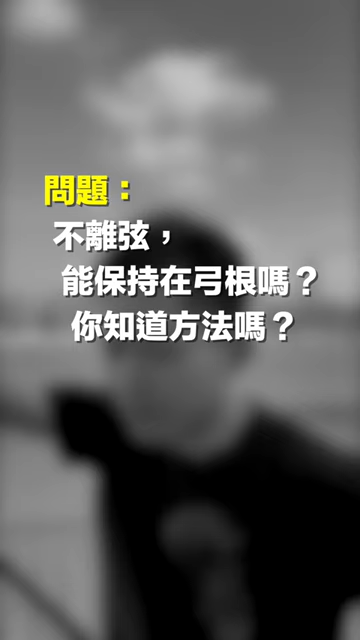 問題：
不離弦，
能保持在弓根嗎？
你知道方法嗎？